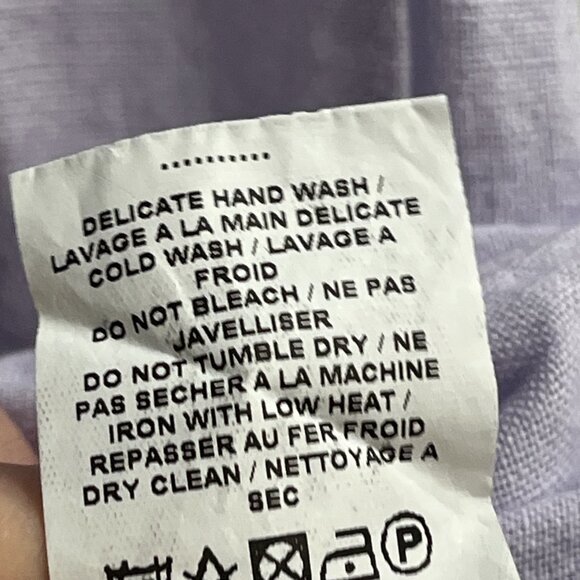 DELICATE HAND WASH /
LAVAGE A LA MAIN DELICATE
COLD WASH / LAVAGE A
FROID
DO NOT BLEACH / NE PAS
JAVELLISER
DO NOT TUMBLE DRY / NE
PAS SECHER A LA MACHINE
IRON WITH LOW HEAT /
REPASSER AU FER FROID
DRY CLEAN / NETTOYAGE A
SEC
P